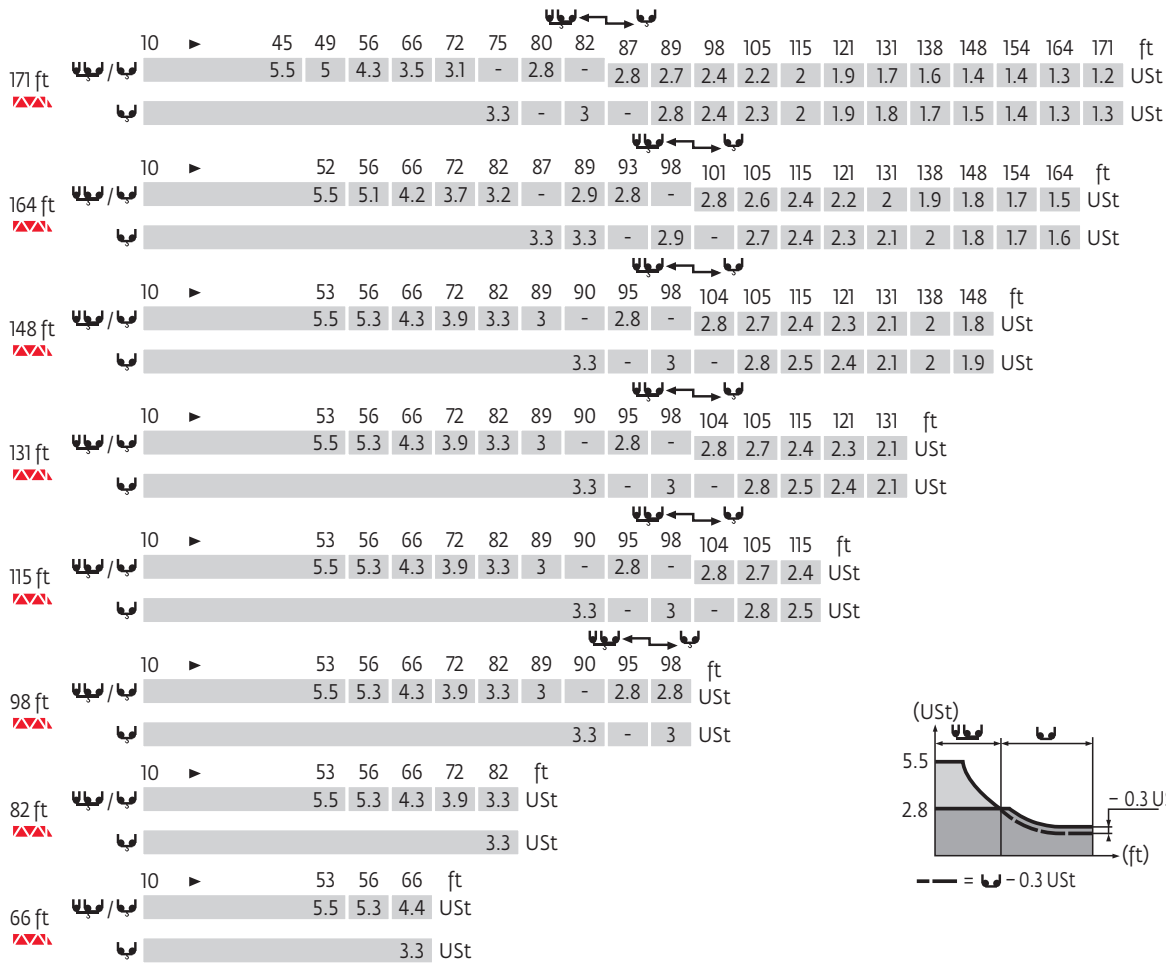 10 ► 45 49 56 66 72 75 80 82 87 89 98 105 115 121 131 138 148 154 164 171 ft
171 ft / 5.5 5 4.3 3.5 3.1 - 2.8 - 2.8 2.7 2.4 2.2 2 1.9 1.7 1.6 1.4 1.4 1.3 1.2 USt
3.3 - 3 - 2.8 2.4 2.3 2 1.9 1.8 1.7 1.5 1.4 1.3 1.3 USt
10 ► 52 56 66 72 82 87 89 93 98 101 105 115 121 131 138 148 154 164 ft
164 ft / 5.5 5.1 4.2 3.7 3.2 - 2.9 2.8 - 2.8 2.6 2.4 2.2 2 1.9 1.8 1.7 1.5 USt
3.3 3.3 - 2.9 - 2.7 2.4 2.3 2.1 2 1.8 1.7 1.6 USt
10 ► 53 56 66 72 82 89 90 95 98 104 105 115 121 131 138 148 ft
148 ft / 5.5 5.3 4.3 3.9 3.3 3 - 2.8 - 2.8 2.7 2.4 2.3 2.1 2 1.8 USt
3.3 - 3 - 2.8 2.5 2.4 2.1 2 1.9 USt
10 ► 53 56 66 72 82 89 90 95 98 104 105 115 121 131 ft
131 ft / 5.5 5.3 4.3 3.9 3.3 3 - 2.8 - 2.8 2.7 2.4 2.3 2.1 USt
3.3 - 3 - 2.8 2.5 2.4 2.1 USt
10 ► 53 56 66 72 82 89 90 95 98 104 105 115 ft
115 ft / 5.5 5.3 4.3 3.9 3.3 3 - 2.8 - 2.8 2.7 2.4 USt
3.3 - 3 - 2.8 2.5 USt
10 ► 53 56 66 72 82 89 90 95 98 ft
98 ft / 5.5 5.3 4.3 3.9 3.3 3 - 2.8 2.8 USt
3.3 - 3 USt
10 ► 53 56 66 72 82 ft
82 ft / 5.5 5.3 4.3 3.9 3.3 USt
3.3 USt
10 ► 53 56 66 ft
66 ft / 5.5 5.3 4.4 USt
3.3 USt
(USt)
5.5
2.8
– 0.3 US
(ft)
= – 0.3 USt